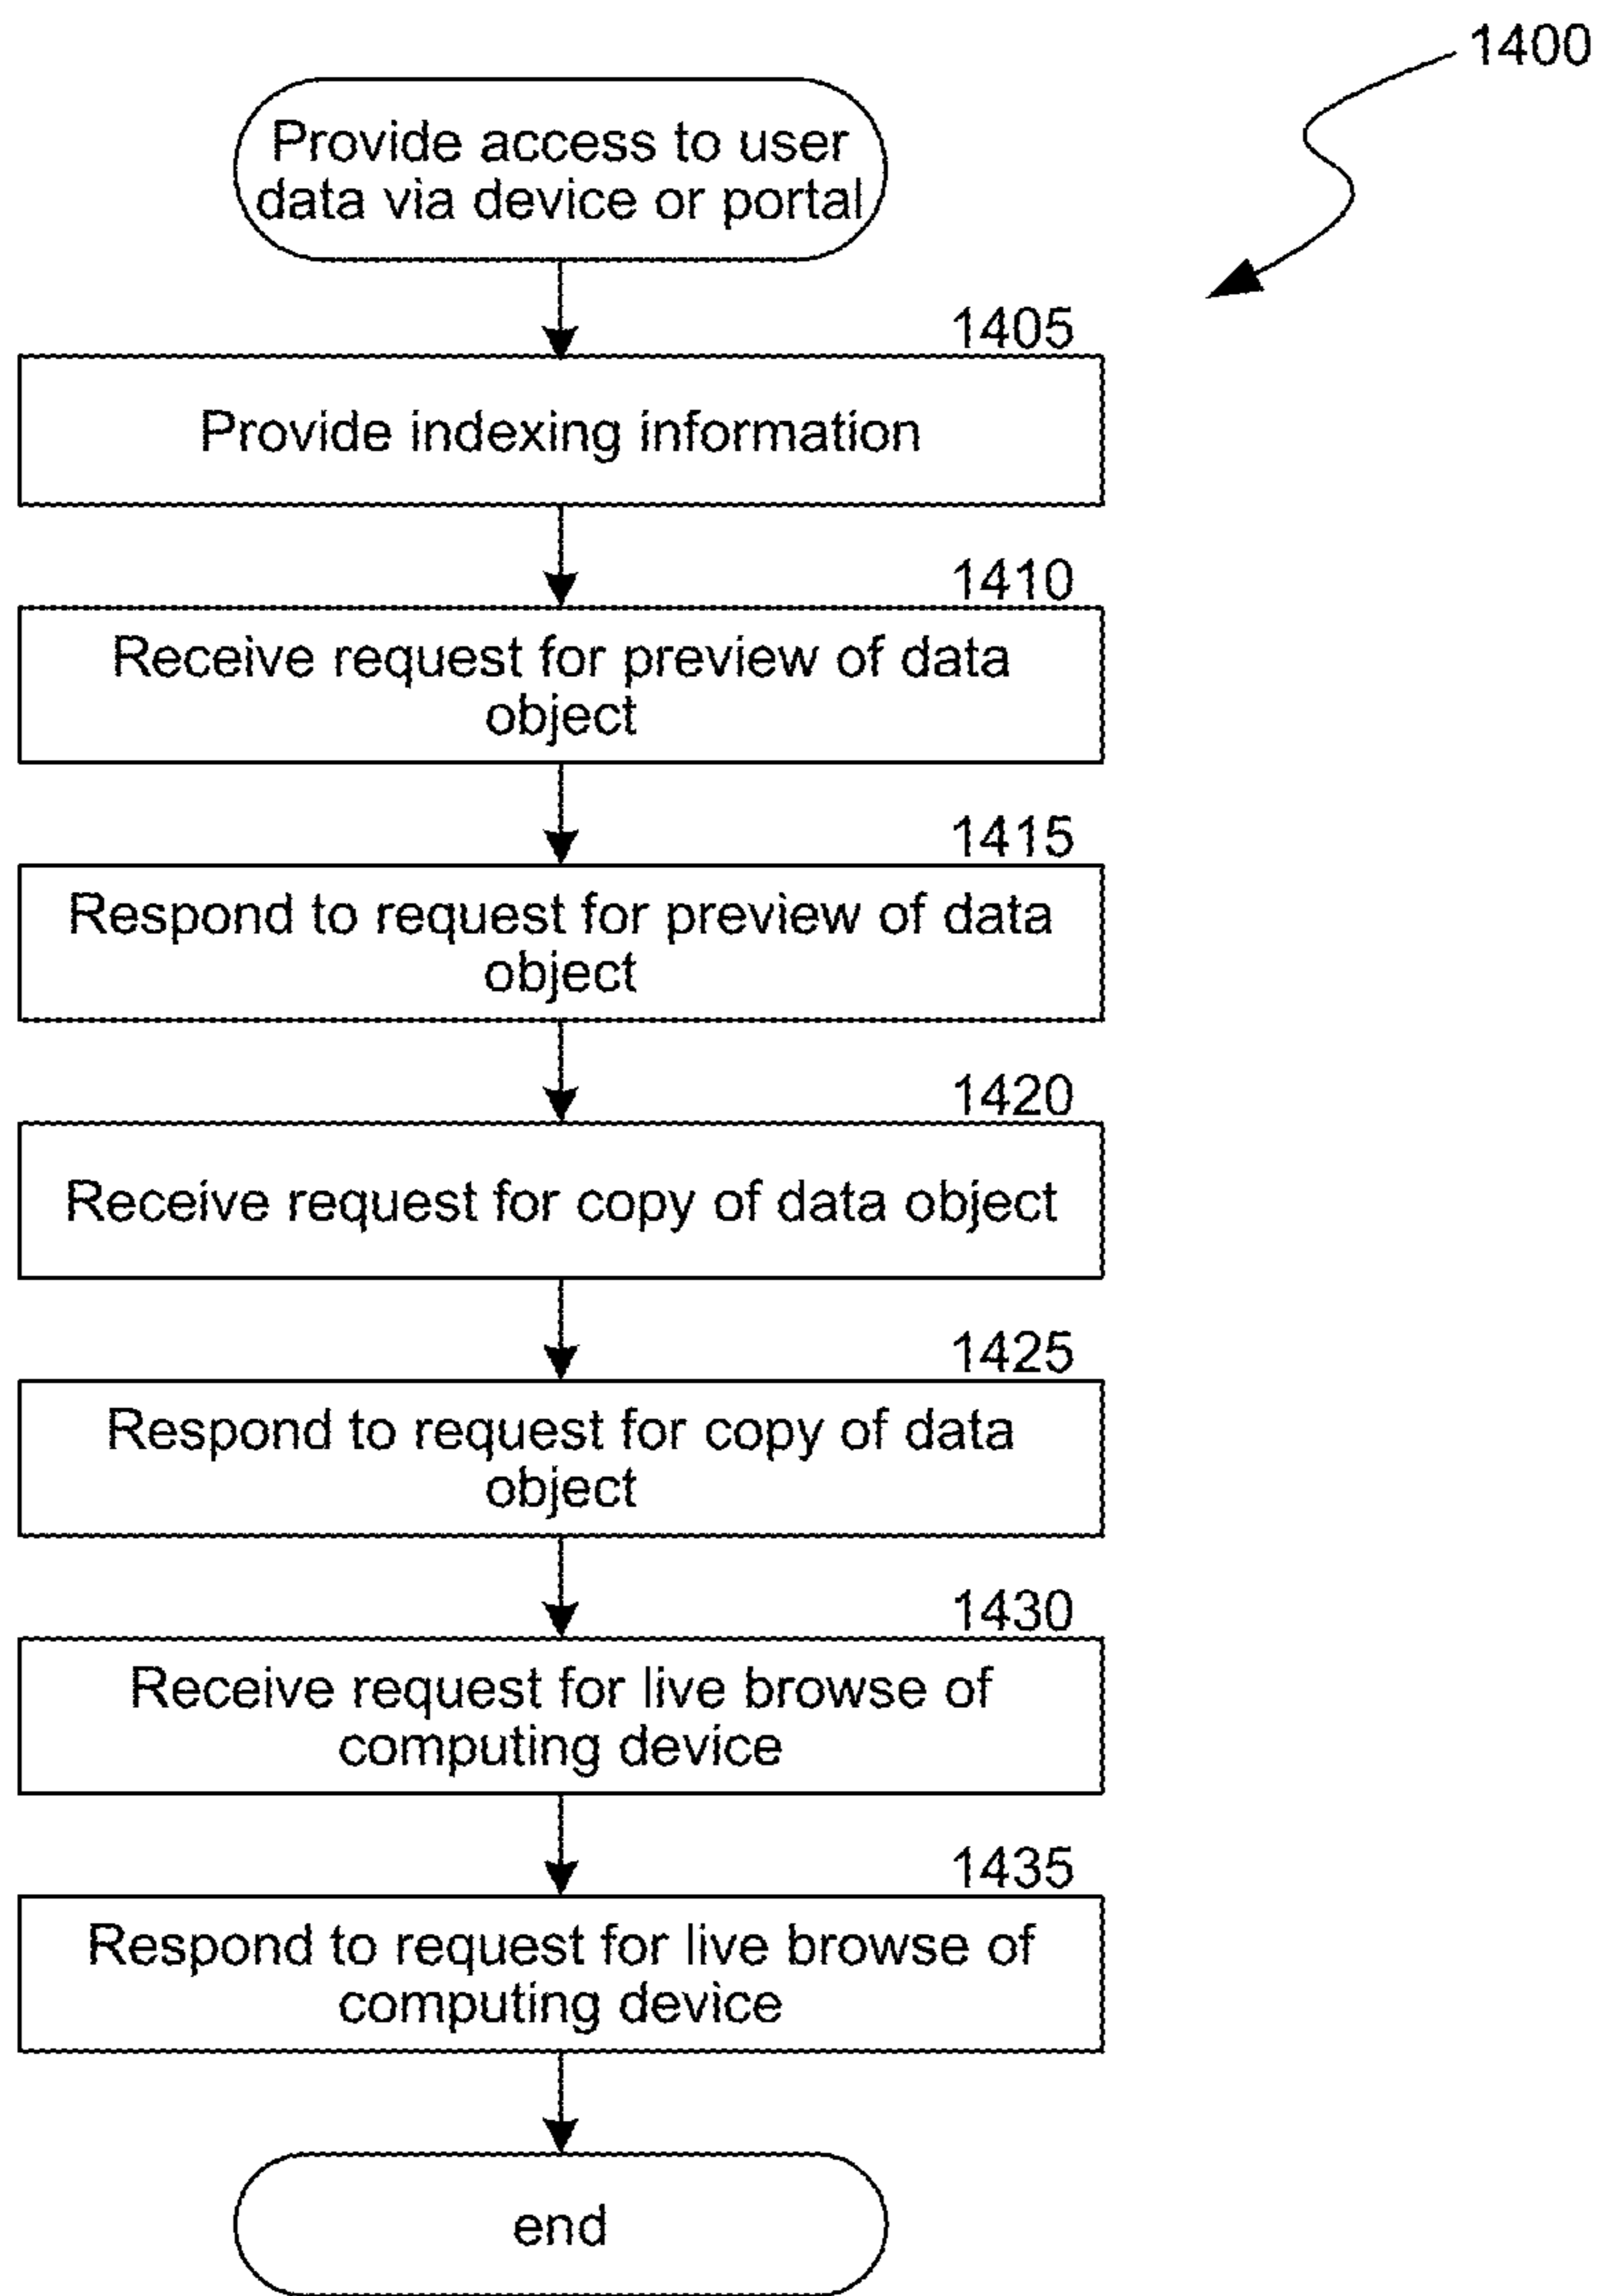 1400
Provide access to user
data via device or portal
1405
Provide indexing information
1410
Receive request for preview of data
object
1415
Respond to request for preview of data
object
1420
Receive request for copy of data object
1425
Respond to request for copy of data
object
1430
Receive request for live browse of
computing device
1435
Respond to request for live browse of
computing device
end